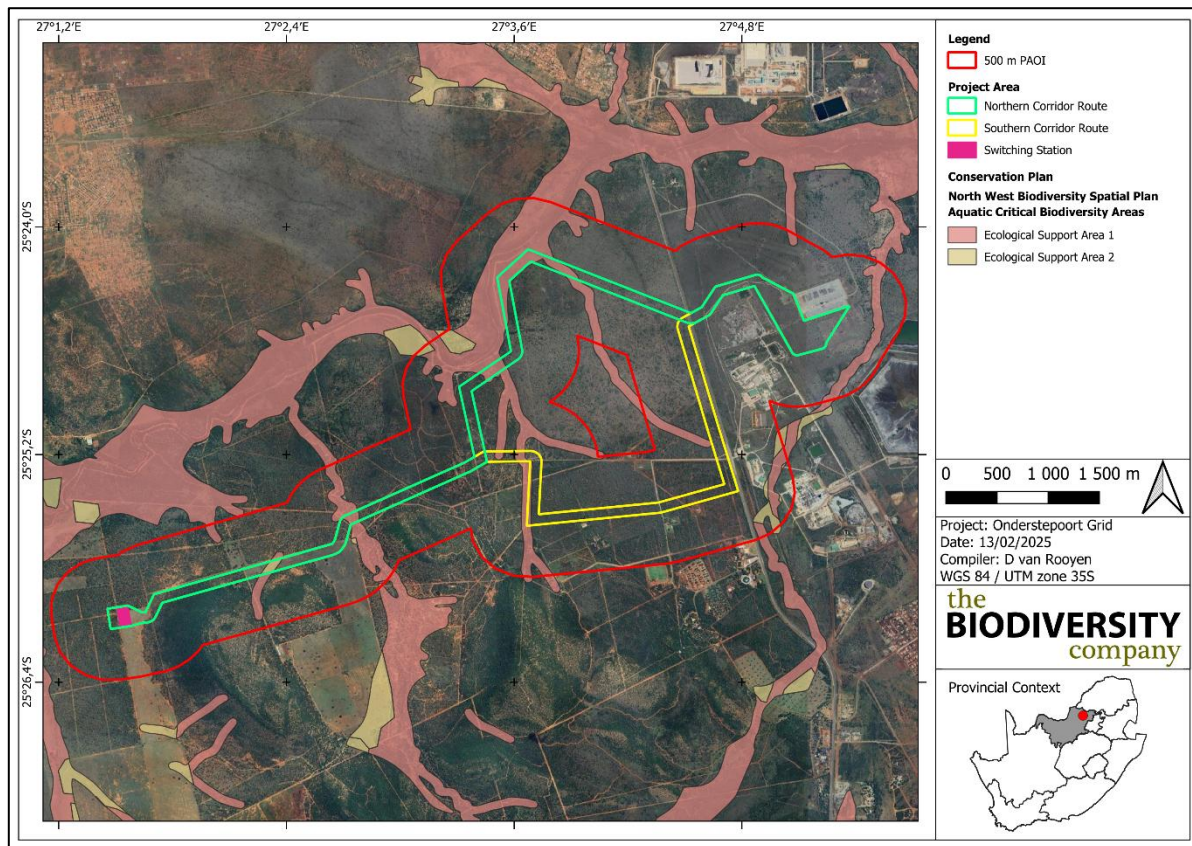 27°1,2'E 27°2,4'E 27°3,6'E 27°4,8'E
25°24,0'S
25°25,2'S
25°26,4'S
Legend
500 m PAOI
Project Area
Northern Corridor Route
Southern Corridor Route
Switching Station
Conservation Plan
North West Biodiversity Spatial Plan
Aquatic Critical Biodiversity Areas
Ecological Support Area 1
Ecological Support Area 2
0 500 1 000 1 500 m
Project: Onderstepoort Grid
Date: 13/02/2025
Compiler: D van Rooyen
WGS 84 / UTM zone 35S
the
BIODIVERSITY
company
Provincial Context